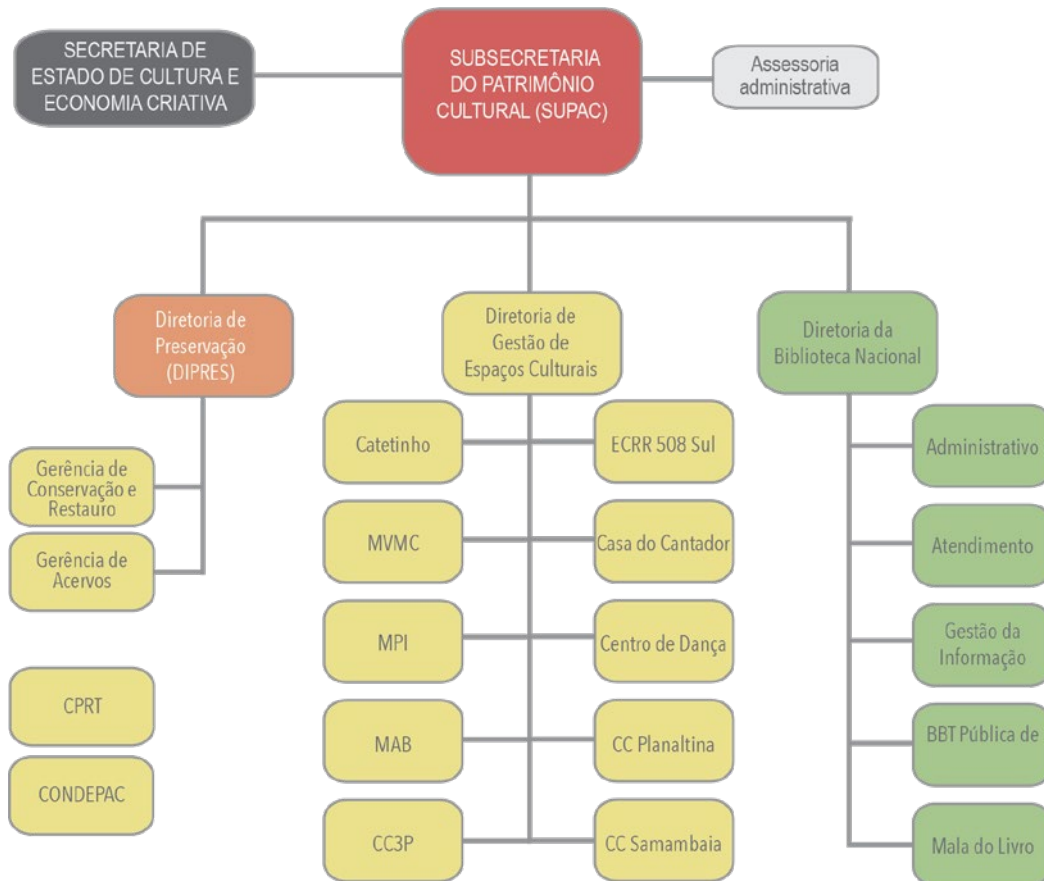 SECRETARIA DE
ESTADO DE CULTURA E
ECONOMIA CRIATIVA
SUBSECRETARIA
DO PATRIMÔNIO
CULTURAL (SUPAC)
Assessoria
administrativa
Diretoria de
Preservação
(DIPRES)
Gerência de
Conservação e
Restauro
Gerência de
Acervos
CPRT
CONDEPAC
Diretoria de
Gestão de
Espaços Culturais
Catetinho
ECRR 508 Sul
MVMC
Casa do Cantador
MPI
Centro de Dança
MAB
CC Planaltina
CC3P
CC Samambaia
Diretoria da
Biblioteca Nacional
Administrativo
Atendimento
Gestão da
Informação
BBT Pública de
Mala do Livro